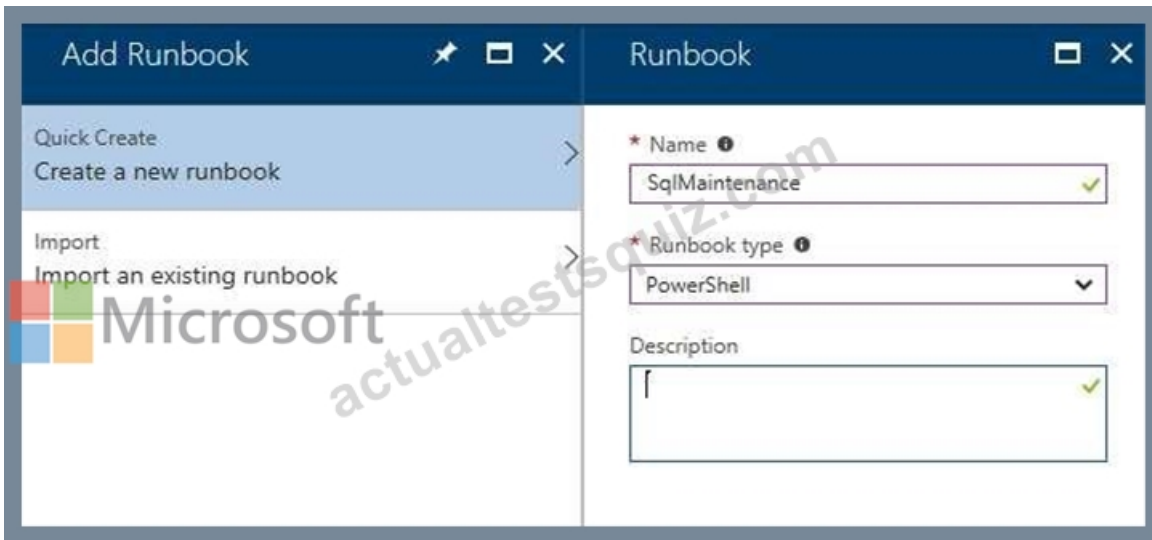 Add Runbook
Quick Create
Create a new runbook
Import
Import an existing runbook
Microsoft
Runbook
* Name
SqlMaintenance
* Runbook type
PowerShell
Description
actualtestsquiz.com